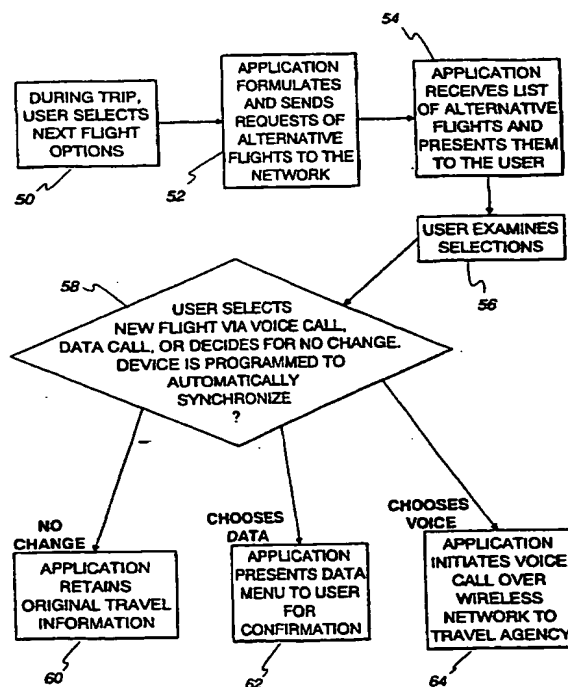 DURING TRIP,
USER SELECTS
NEXT FLIGHT
OPTIONS
50
APPLICATION
FORMULATES
AND SENDS
REQUESTS OF
ALTERNATIVE
FLIGHTS TO THE
NETWORK
52
54
APPLICATION
RECEIVES LIST
OF ALTERNATIVE
FLIGHTS AND
PRESENTS THEM
TO THE USER
USER EXAMINES
SELECTIONS
56
58
USER SELECTS
NEW FLIGHT VIA VOICE CALL,
DATA CALL, OR DECIDES FOR NO CHANGE.
DEVICE IS PROGRAMMED TO
AUTOMATICALLY
SYNCHRONIZE
?
NO
CHANGE
APPLICATION
RETAINS
ORIGINAL TRAVEL
INFORMATION
60
CHOOSES
DATA
APPLICATION
PRESENTS DATA
MENU TO USER
FOR
CONFIRMATION
62
CHOOSES
VOICE
APPLICATION
INITIATES VOICE
CALL OVER
WIRELESS
NETWORK TO
TRAVEL AGENCY
64